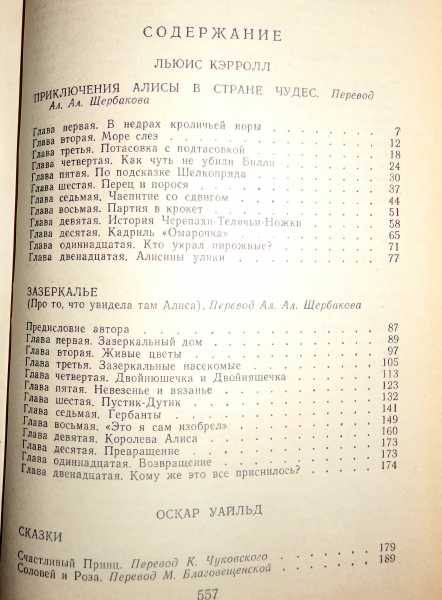 СОДЕРЖАНИЕ
ЛЬЮИС КЭРРОЛЛ
ПРИКЛЮЧЕНИЯ АЛИСЫ В СТРАНЕ ЧУДЕС. Перевод
Ал. Ал. Щербакова
Глава первая. В недрах кроличьей норы . . . . . . . . 7
Глава вторая. Море слез . . . . . . . . 12
Глава третья. Потасовка с подтасовкой . . . . . . . . 18
Глава четвертая. Как чуть не убили Билля . . . . . . . . 24
Глава пятая. По подсказке Шелкопряда . . . . . . . . 30
Глава шестая. Перец и порося . . . . . . . . 37
Глава седьмая. Чаепитие со сдвигом . . . . . . . . 44
Глава восьмая. Партия в крокет . . . . . . . . 51
Глава девятая. История Черепахи-Телячьи-Ножки . . . . . . . . 58
Глава десятая. Кадриль «Омарочка» . . . . . . . . 65
Глава одиннадцатая. Кто украл пирожные? . . . . . . . . 71
Глава двенадцатая. Алисины улики . . . . . . . . 77
ЗАЗЕРКАЛЬЕ
(Про то, что увидела там Алиса). Перевод Ал. Ал. Щербакова
Предисловие автора . . . . . . . . 87
Глава первая. Зазеркальный дом . . . . . . . . 89
Глава вторая. Живые цветы . . . . . . . . 97
Глава третья. Зазеркальные насекомые . . . . . . . . 105
Глава четвертая. Двойнюшечка и Двойняшечка . . . . . . . . 113
Глава пятая. Невезенье и вязанье . . . . . . . . 123
Глава шестая. Пустик-Дутик . . . . . . . . 132
Глава седьмая. Гербанты . . . . . . . . 141
Глава восьмая. «Это я сам изобрел» . . . . . . . . 149
Глава девятая. Королева Алиса . . . . . . . . 160
Глава десятая. Превращение . . . . . . . . 173
Глава одиннадцатая. Возвращение . . . . . . . . 173
Глава двенадцатая. Кому же это все приснилось? . . . . . . . . 174
ОСКАР УАЙЛЬД
СКАЗКИ
Счастливый Принц. Перевод К. Чуковского . . . . . . . . 179
Соловей и Роза. Перевод М. Благовещенской . . . . . . . . 189
557